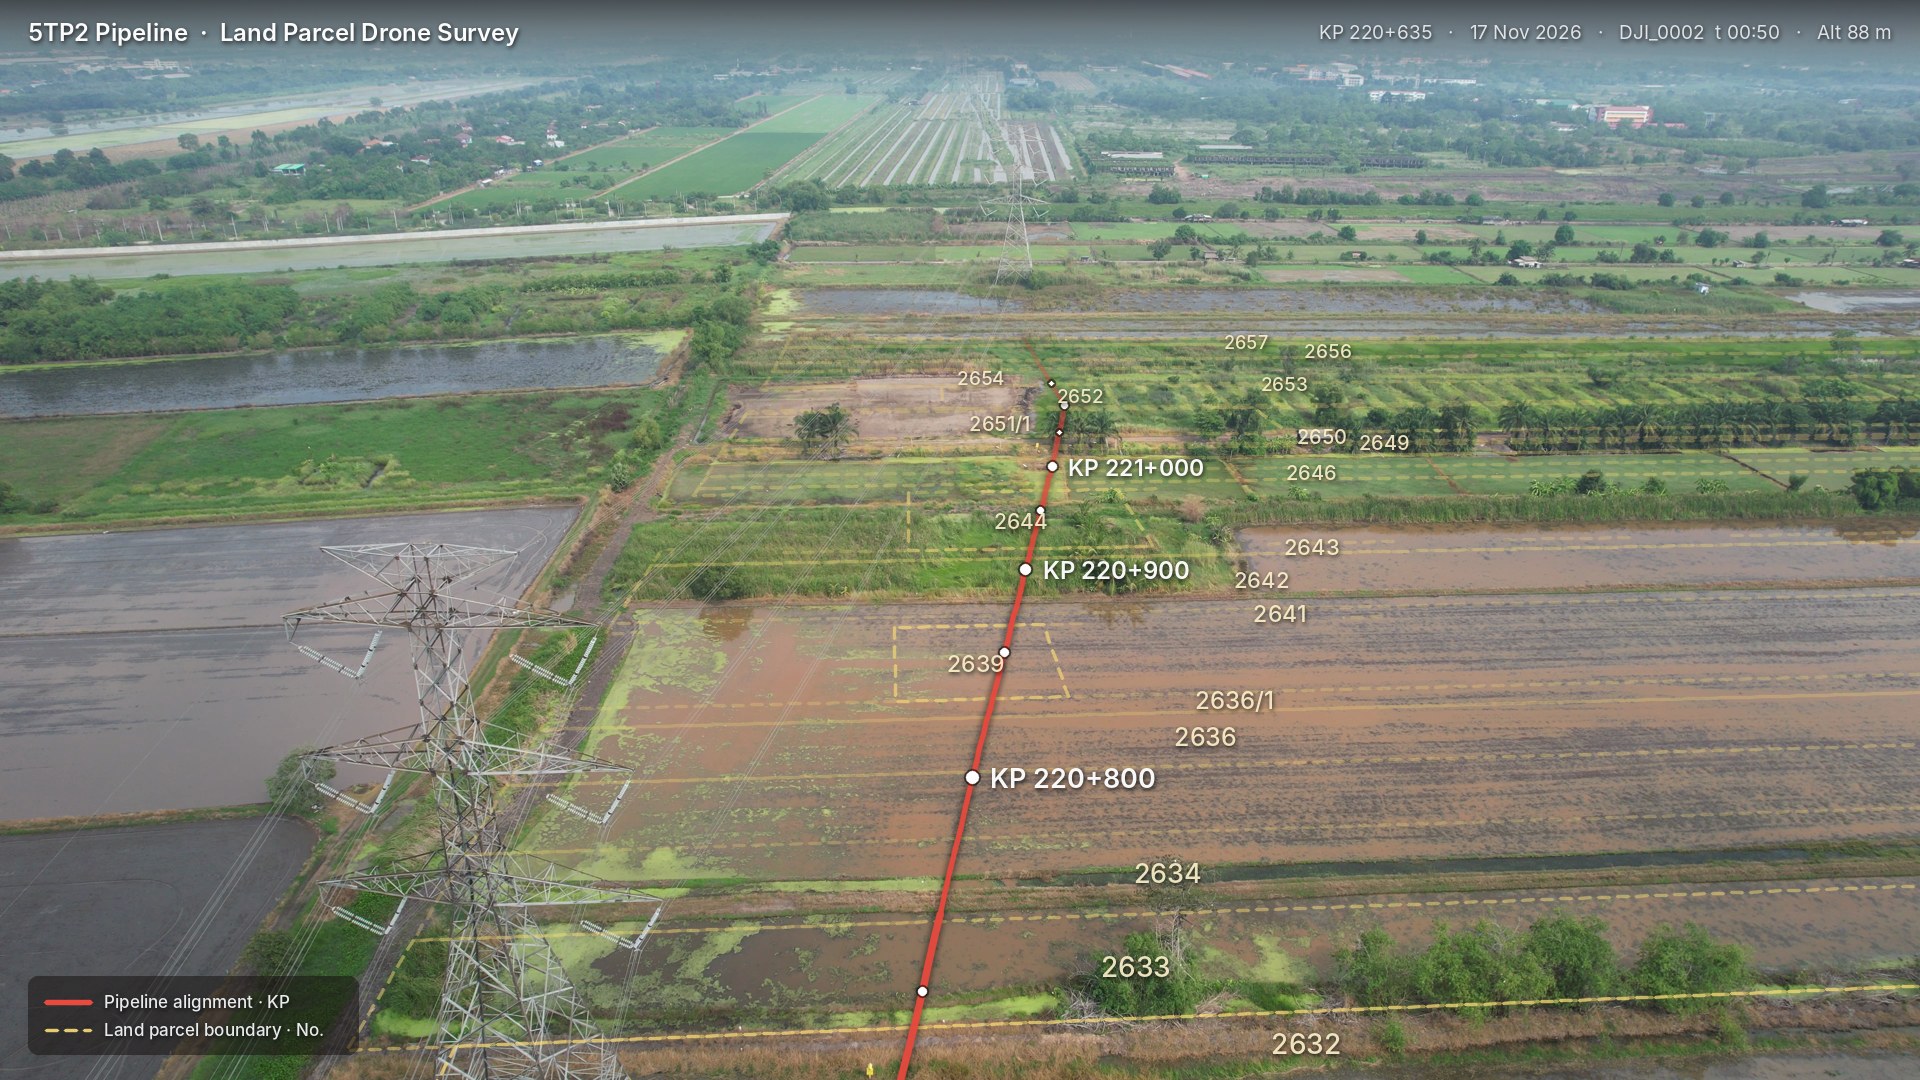 5TP2 Pipeline · Land Parcel Drone Survey
KP 220+635 · 17 Nov 2026 · DJI_0002 t 00:50 · Alt 88 m
2657
2656
2654
2653
2652
2651/1
2650
2649
KP 221+000
2646
2644
2643
KP 220+900
2642
2641
2639
2636/1
2636
KP 220+800
2634
2633
2632
Pipeline alignment · KP
Land parcel boundary · No.